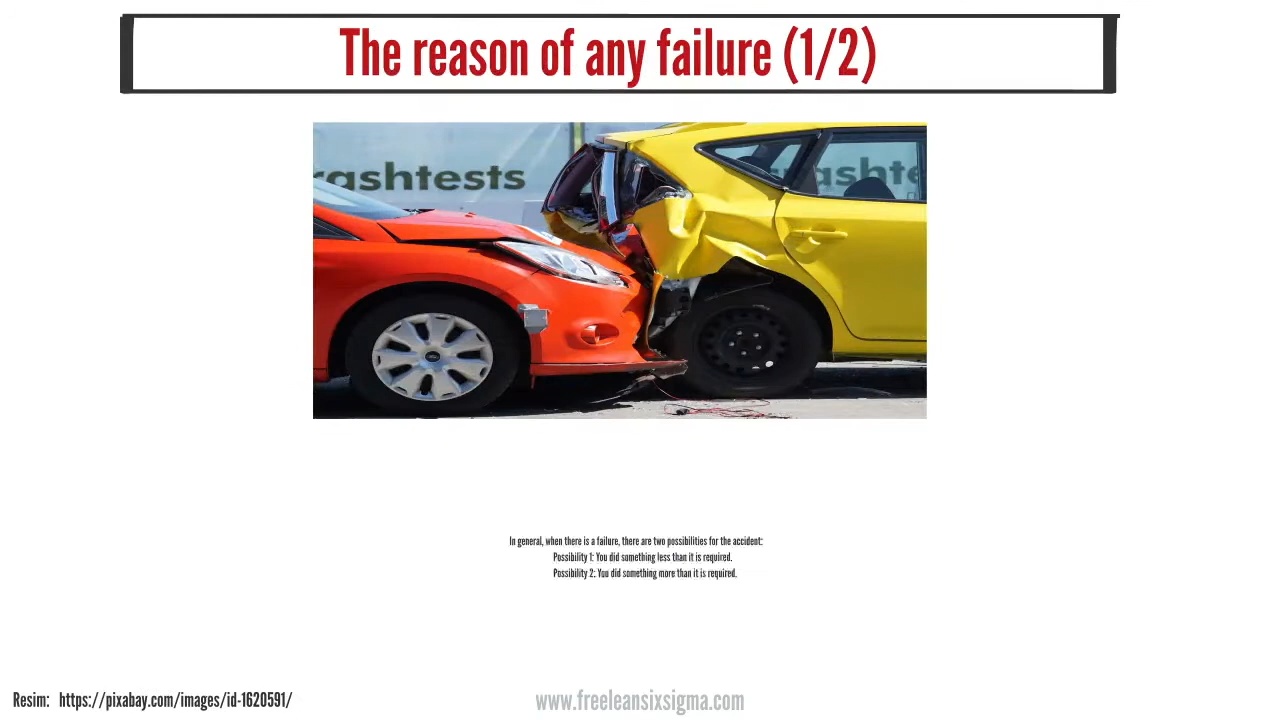 The reason of any failure (1/2)
rashtests
ashte
In general, when there is a failure, there are two possibilities for the accident:
Possibility 1: You did something less than it is required.
Possibility 2: You did something more than it is required.
Resim: https://pixabay.com/images/id-1620591/
www.freeleansixsigma.com